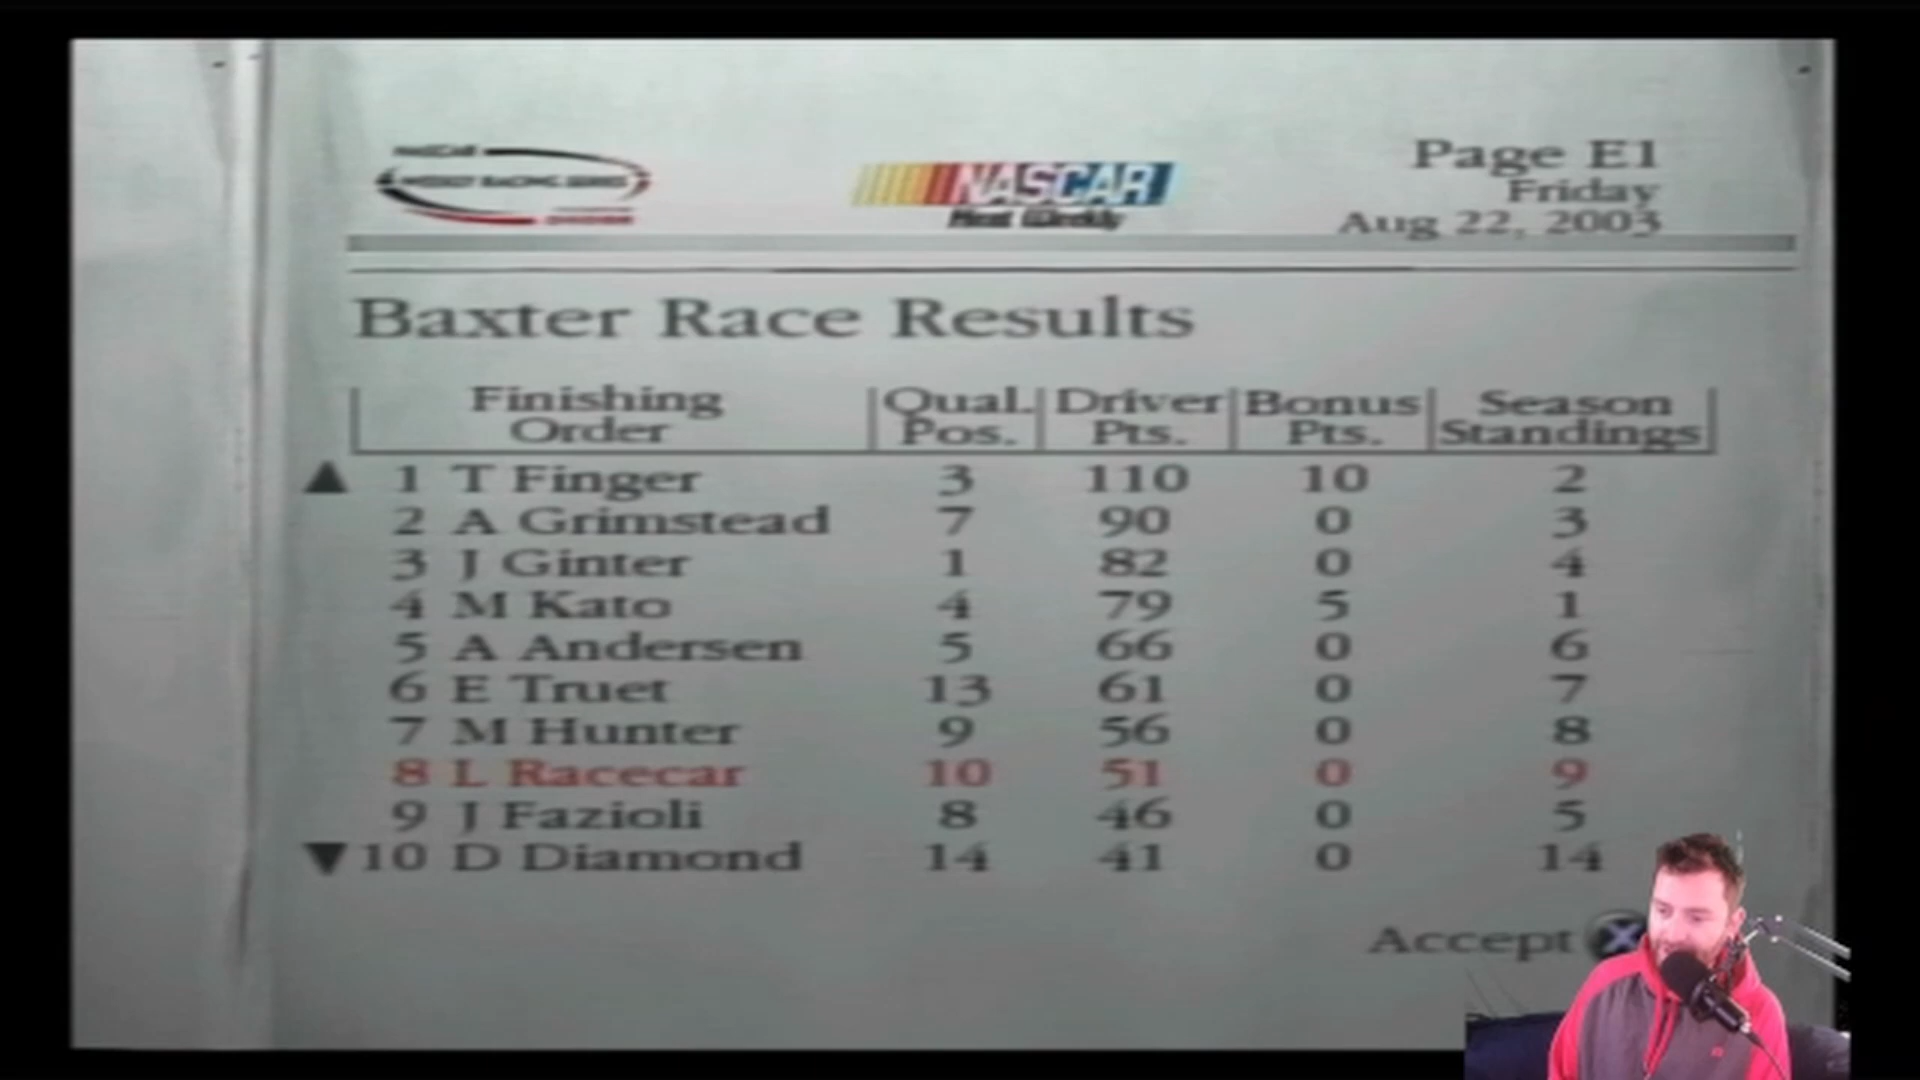 NASCAR
WEEKLY RACING SERIES
NASCAR
Page E1
Friday
Aug 22, 2003
Baxter Race Results
Finishing Order Qual. Pos. Driver Pts. Bonus Pts. Season Standings
▲ 1 T Finger 3 110 10 2
2 A Grimstead 7 90 0 3
3 J Ginter 1 82 0 4
4 M Kato 4 79 5 1
5 A Andersen 5 66 0 6
6 E Truet 13 61 0 7
7 M Hunter 9 56 0 8
8 L Racecar 10 51 0 9
9 J Fazioli 8 46 0 5
▼ 10 D Diamond 14 41 0 14
Accept